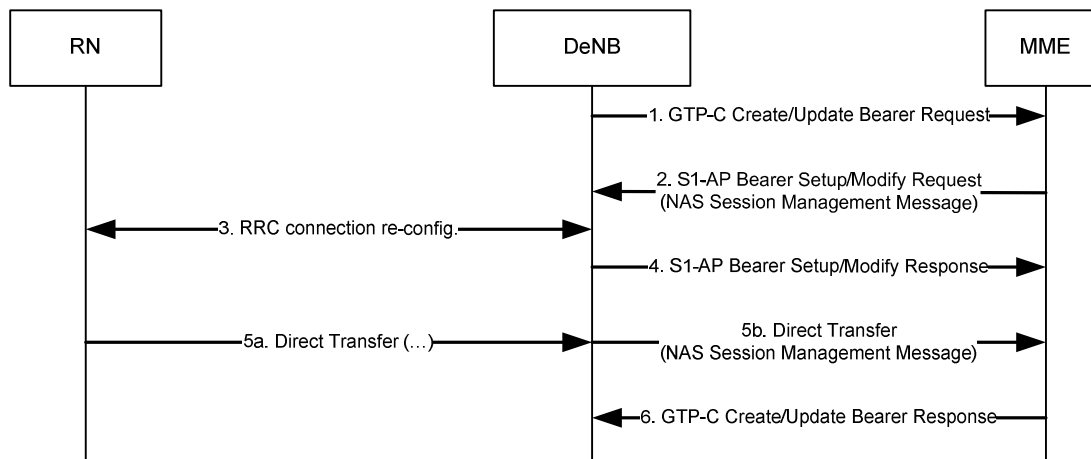 RN
DeNB
MME
1. GTP-C Create/Update Bearer Request
2. S1-AP Bearer Setup/Modify Request
(NAS Session Management Message)
3. RRC connection re-config.
4. S1-AP Bearer Setup/Modify Response
5a. Direct Transfer (…)
5b. Direct Transfer
(NAS Session Management Message)
6. GTP-C Create/Update Bearer Response